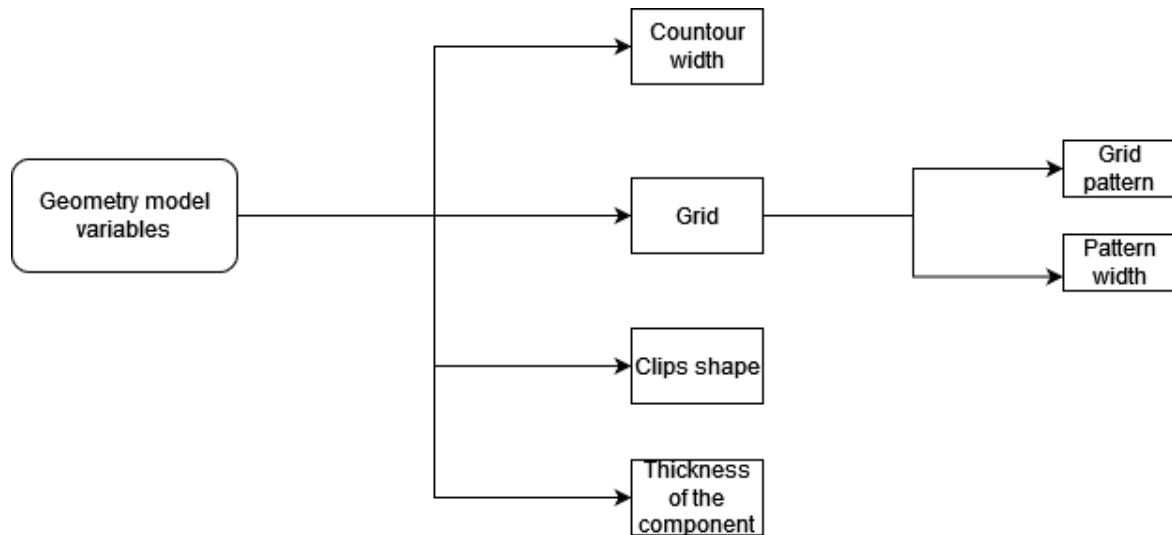 Countour
width
Geometry model
variables
Grid
Grid
pattern
Pattern
width
Clips shape
Thickness
of the
component